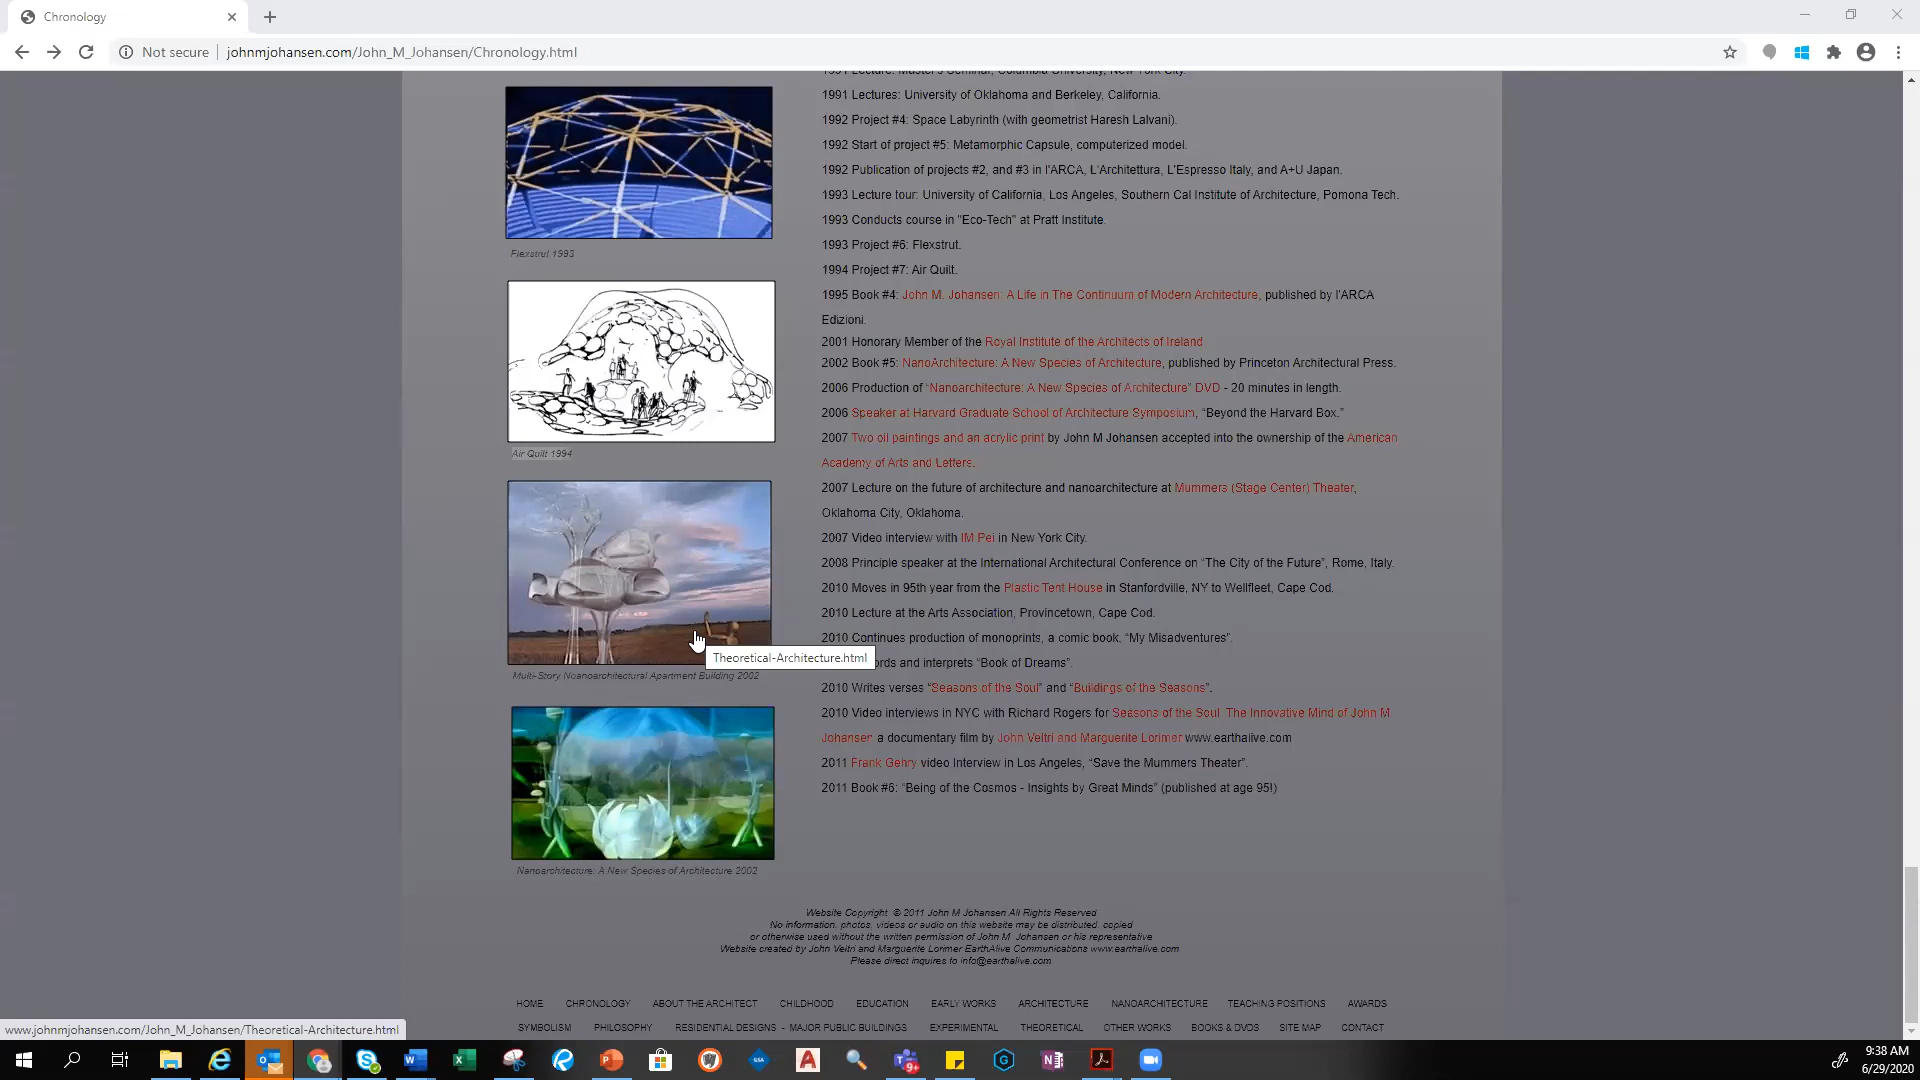 Chronology
Not secure
johnmjohansen.com/John_M_Johansen/Chronology.html
1991 Lectures: University of Oklahoma and Berkeley, California.
1992 Project #4: Space Labyrinth (with geometrist Haresh Lalvani).
1992 Start of project #5: Metamorphic Capsule, computerized model.
1992 Publication of projects #2, and #3 in l'ARCA, L'Architettura, L'Espresso Italy, and A+U Japan.
1993 Lecture tour: University of California, Los Angeles, Southern Cal Institute of Architecture, Pomona Tech.
1993 Conducts course in "Eco-Tech" at Pratt Institute.
1993 Project #6: Flexstrut.
Flexstrut 1993
1994 Project #7: Air Quilt.
1995 Book #4: John M. Johansen: A Life in The Continuum of Modern Architecture, published by l'ARCA
Edizioni.
2001 Honorary Member of the Royal Institute of the Architects of Ireland
2002 Book #5: NanoArchitecture: A New Species of Architecture, published by Princeton Architectural Press.
2006 Production of “Nanoarchitecture: A New Species of Architecture” DVD - 20 minutes in length.
2006 Speaker at Harvard Graduate School of Architecture Symposium, “Beyond the Harvard Box.”
2007 Two oil paintings and an acrylic print by John M Johansen accepted into the ownership of the American
Academy of Arts and Letters.
Air Quilt 1994
2007 Lecture on the future of architecture and nanoarchitecture at Mummers (Stage Center) Theater,
Oklahoma City, Oklahoma.
2007 Video interview with IM Pei in New York City.
2008 Principle speaker at the International Architectural Conference on “The City of the Future”, Rome, Italy.
2010 Moves in 95th year from the Plastic Tent House in Stanfordville, NY to Wellfleet, Cape Cod.
2010 Lecture at the Arts Association, Provincetown, Cape Cod.
2010 Continues production of monoprints, a comic book, “My Misadventures”.
Theoretical-Architecture.html
ords and interprets “Book of Dreams”.
Multi-Story Noanoarchitectural Apartment Building 2002
2010 Writes verses “Seasons of the Soul” and “Buildings of the Seasons”.
2010 Video interviews in NYC with Richard Rogers for Seasons of the Soul The Innovative Mind of John M
Johansen a documentary film by John Veltri and Marguerite Lorimer www.earthalive.com
2011 Frank Gehry video Interview in Los Angeles, “Save the Mummers Theater”.
2011 Book #6: “Being of the Cosmos - Insights by Great Minds” (published at age 95!)
Nanoarchitecture: A New Species of Architecture 2002
Website Copyright © 2011 John M Johansen All Rights Reserved
No information, photos, videos or audio on this website may be distributed, copied
or otherwise used without the written permission of John M Johansen or his representative
Website created by John Veltri and Marguerite Lorimer EarthAlive Communications www.earthalive.com
Please direct inquires to info@earthalive.com
HOME CHRONOLOGY ABOUT THE ARCHITECT CHILDHOOD EDUCATION EARLY WORKS ARCHITECTURE NANOARCHITECTURE TEACHING POSITIONS AWARDS
SYMBOLISM PHILOSOPHY RESIDENTIAL DESIGNS - MAJOR PUBLIC BUILDINGS EXPERIMENTAL THEORETICAL OTHER WORKS BOOKS & DVDS SITE MAP CONTACT
www.johnmjohansen.com/John_M_Johansen/Theoretical-Architecture.html
9+
9:38 AM
6/29/2020